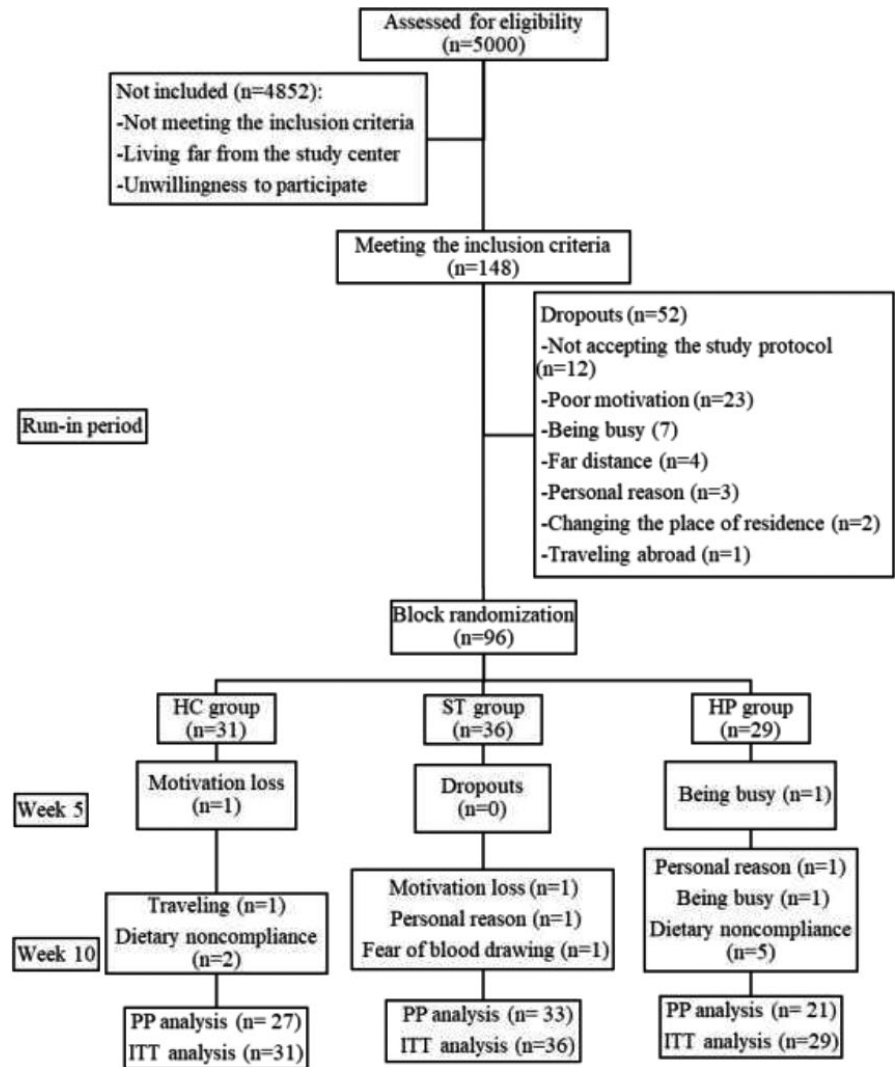 Assessed for eligibility
(n=5000)
Not included (n=4852):
-Not meeting the inclusion criteria
-Living far from the study center
-Unwillingness to participate
Meeting the inclusion criteria
(n=148)
Dropouts (n=52)
-Not accepting the study protocol
(n=12)
-Poor motivation (n=23)
-Being busy (7)
-Far distance (n=4)
-Personal reason (n=3)
-Changing the place of residence (n=2)
-Traveling abroad (n=1)
Run-in period
Block randomization
(n=96)
HC group
(n=31)
ST group
(n=36)
HP group
(n=29)
Week 5
Motivation loss
(n=1)
Dropouts
(n=0)
Being busy (n=1)
Week 10
Traveling (n=1)
Dietary noncompliance
(n=2)
Motivation loss (n=1)
Personal reason (n=1)
Fear of blood drawing (n=1)
Personal reason (n=1)
Being busy (n=1)
Dietary noncompliance
(n=5)
PP analysis (n= 27)
ITT analysis (n=31)
PP analysis (n= 33)
ITT analysis (n=36)
PP analysis (n= 21)
ITT analysis (n=29)